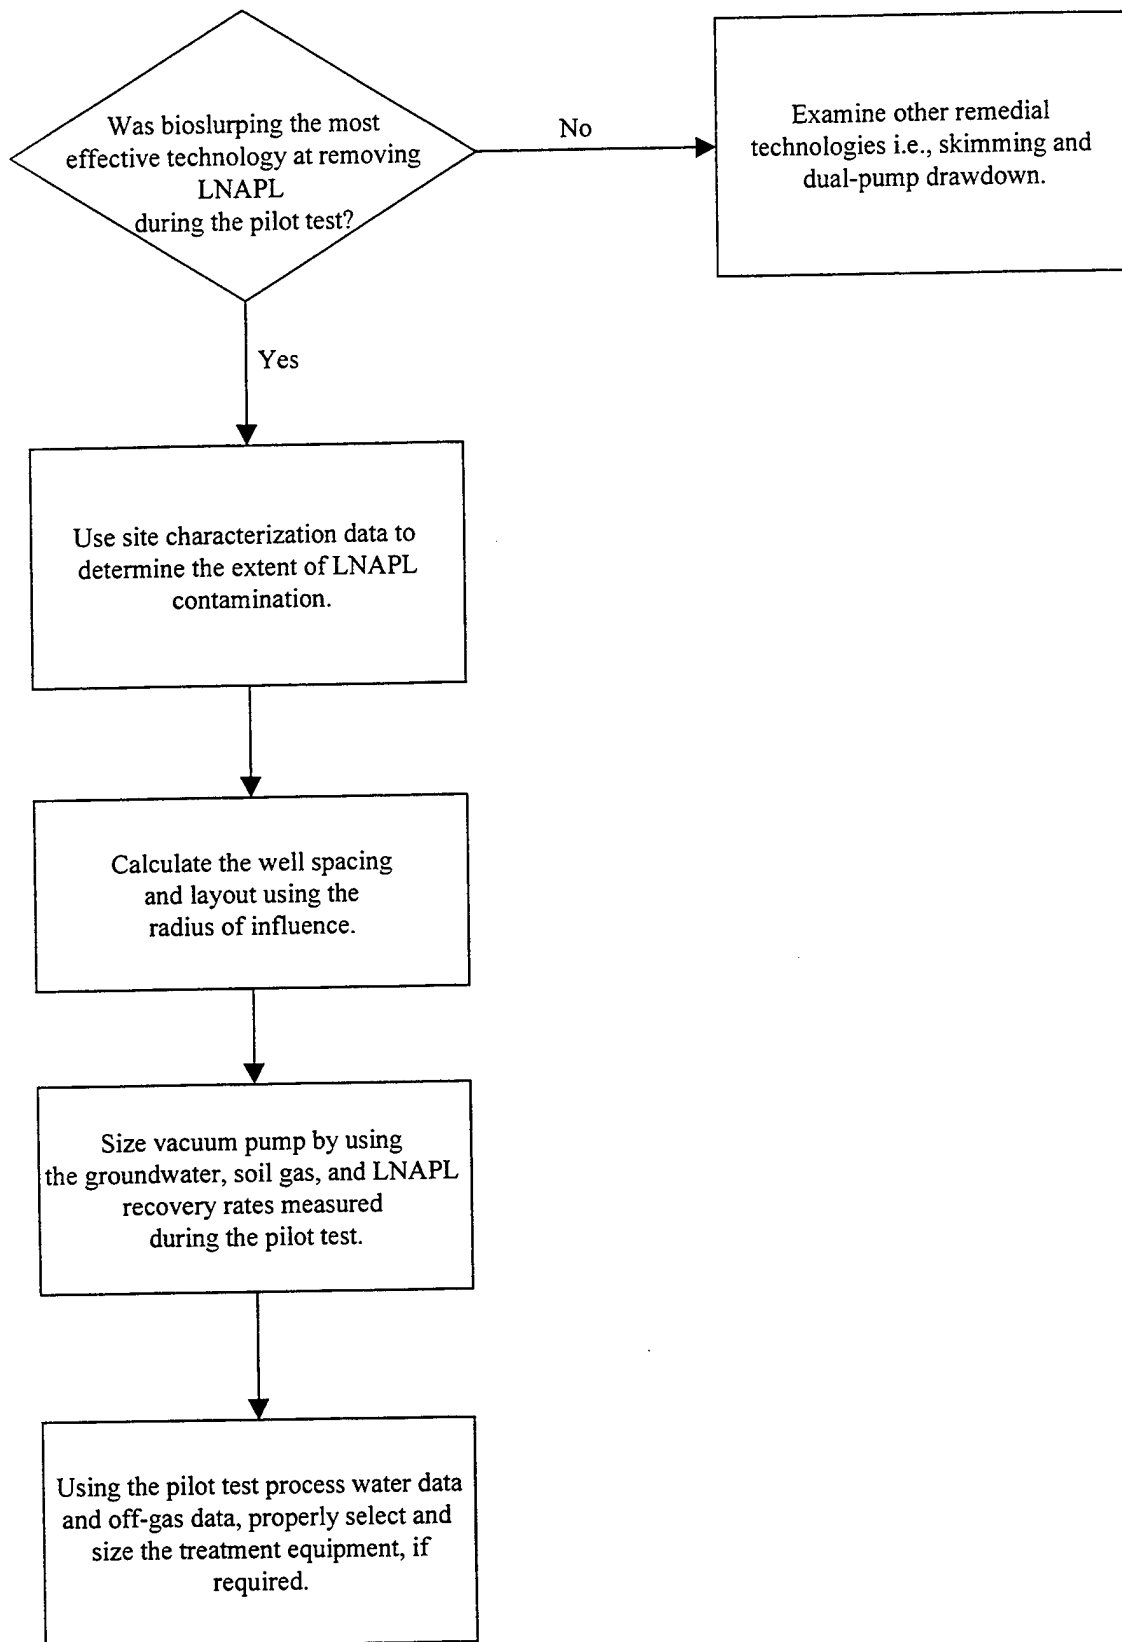 Was bioslurping the most
effective technology at removing
LNAPL
during the pilot test?
No
Examine other remedial
technologies i.e., skimming and
dual-pump drawdown.
Yes
Use site characterization data to
determine the extent of LNAPL
contamination.
Calculate the well spacing
and layout using the
radius of influence.
Size vacuum pump by using
the groundwater, soil gas, and LNAPL
recovery rates measured
during the pilot test.
Using the pilot test process water data
and off-gas data, properly select and
size the treatment equipment, if
required.